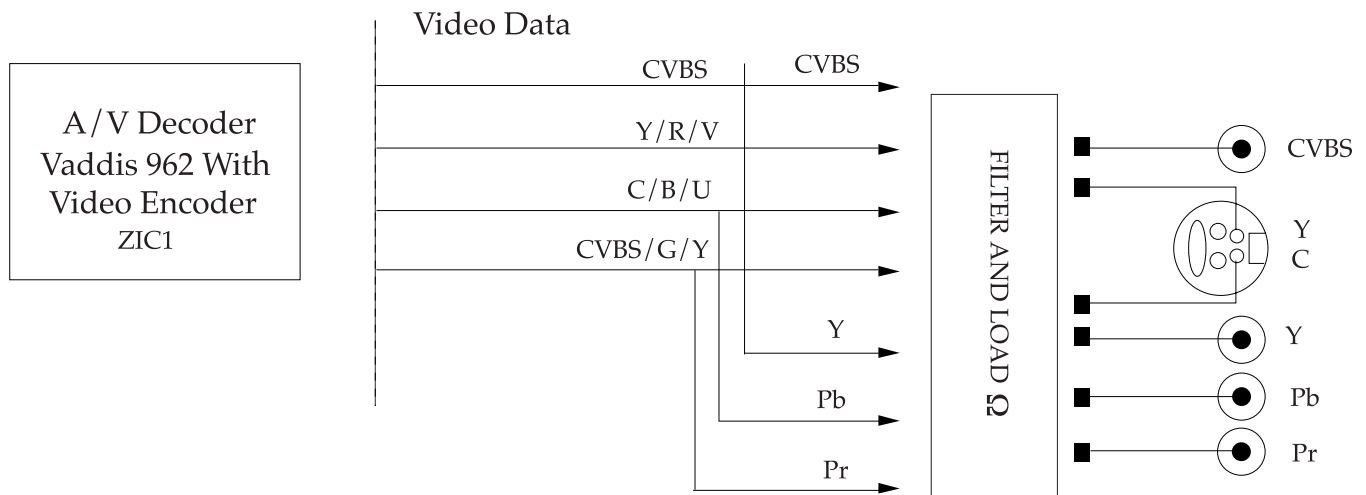 Video Data
A/V Decoder
Vaddis 962 With
Video Encoder
ZIC1
CVBS
CVBS
Y/R/V
C/B/U
CVBS/G/Y
Y
Pb
Pr
FILTER AND LOAD Ω
CVBS
Y
C
Y
Pb
Pr